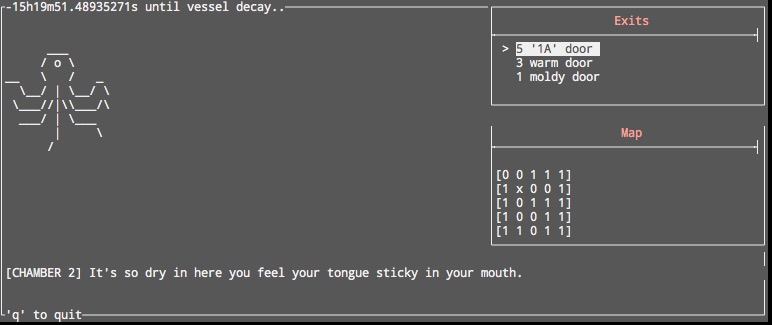 -15h19m51.48935271s until vessel decay..
Exits
> 5 '1A' door
3 warm door
1 moldy door
Map
[0 0 1 1 1]
[1 x 0 0 1]
[1 0 1 1 1]
[1 0 0 1 1]
[1 1 0 1 1]
[CHAMBER 2] It's so dry in here you feel your tongue sticky in your mouth.
'q' to quit